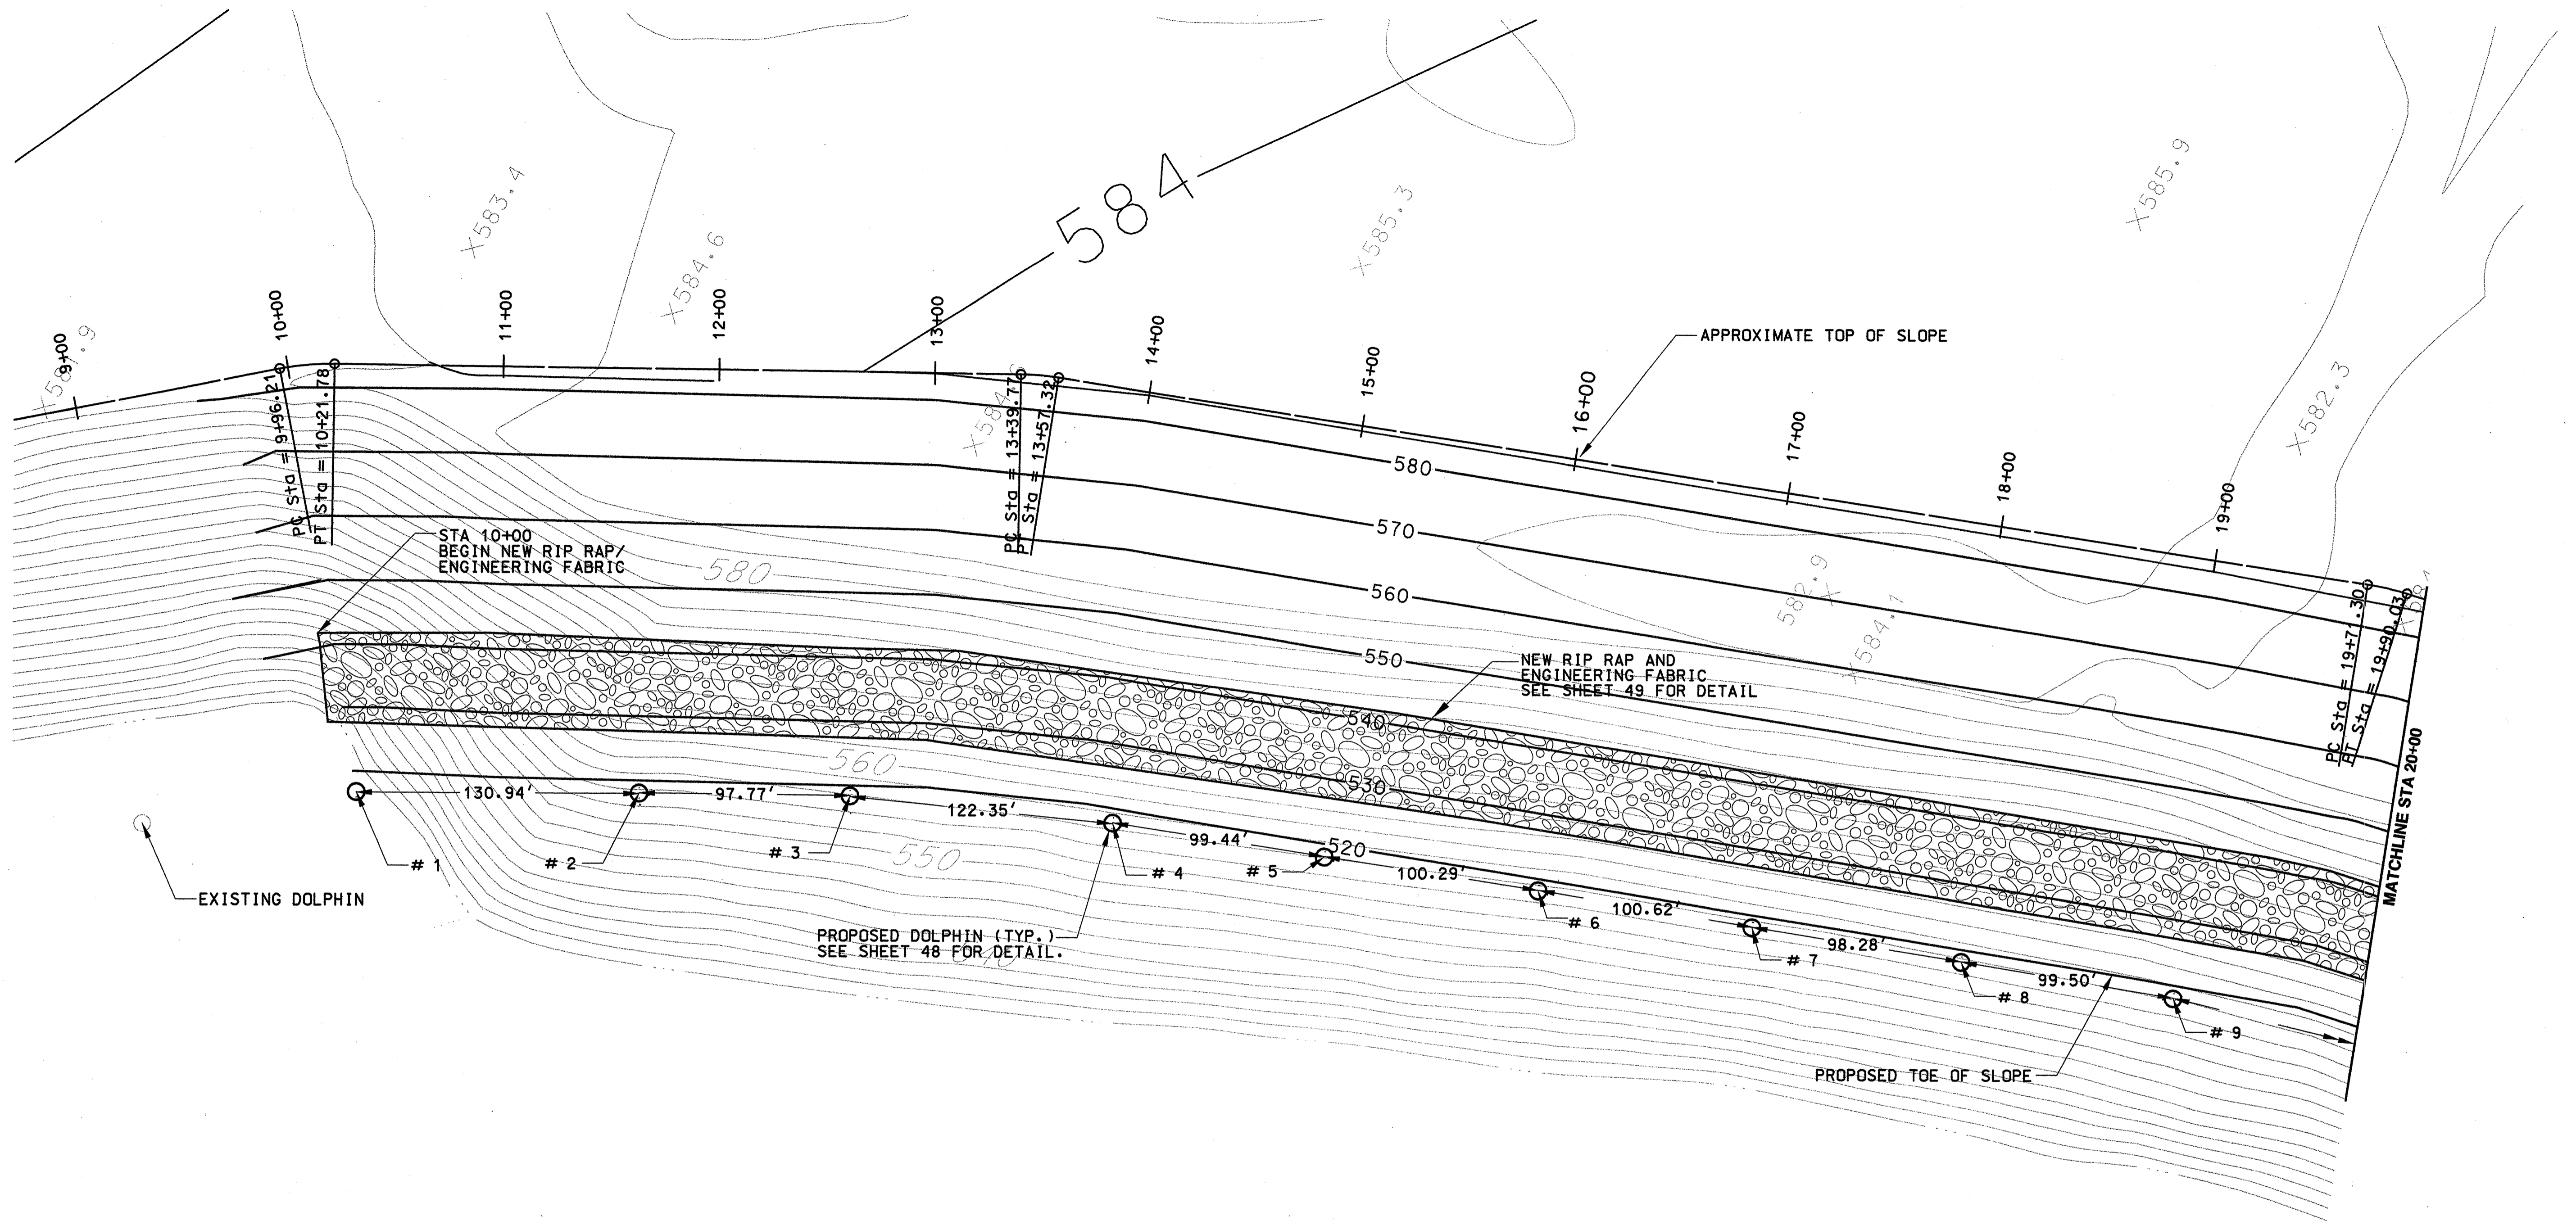 584
X583.4
X584.6
X585.3
X585.9
X582.3
9+00
10+00
11+00
12+00
13+00
14+00
15+00
16+00
17+00
18+00
19+00
APPROXIMATE TOP OF SLOPE
PC Sta = 9+96.21
PT Sta = 10+21.78
PC Sta = 13+39.77
PT Sta = 13+57.32
PC Sta = 19+71.30
PT Sta = 19+90.03
STA 10+00
BEGIN NEW RIP RAP/
ENGINEERING FABRIC
580
570
560
550
540
530
520
580
560
550
582.9
X
X584.1
NEW RIP RAP AND
ENGINEERING FABRIC
SEE SHEET 49 FOR DETAIL
MATCHLINE STA 20+00
130.94'
97.77'
122.35'
99.44'
100.29'
100.62'
98.28'
99.50'
# 1
# 2
# 3
# 4
# 5
# 6
# 7
# 8
# 9
EXISTING DOLPHIN
PROPOSED DOLPHIN (TYP.)
SEE SHEET 48 FOR DETAIL.
PROPOSED TOE OF SLOPE